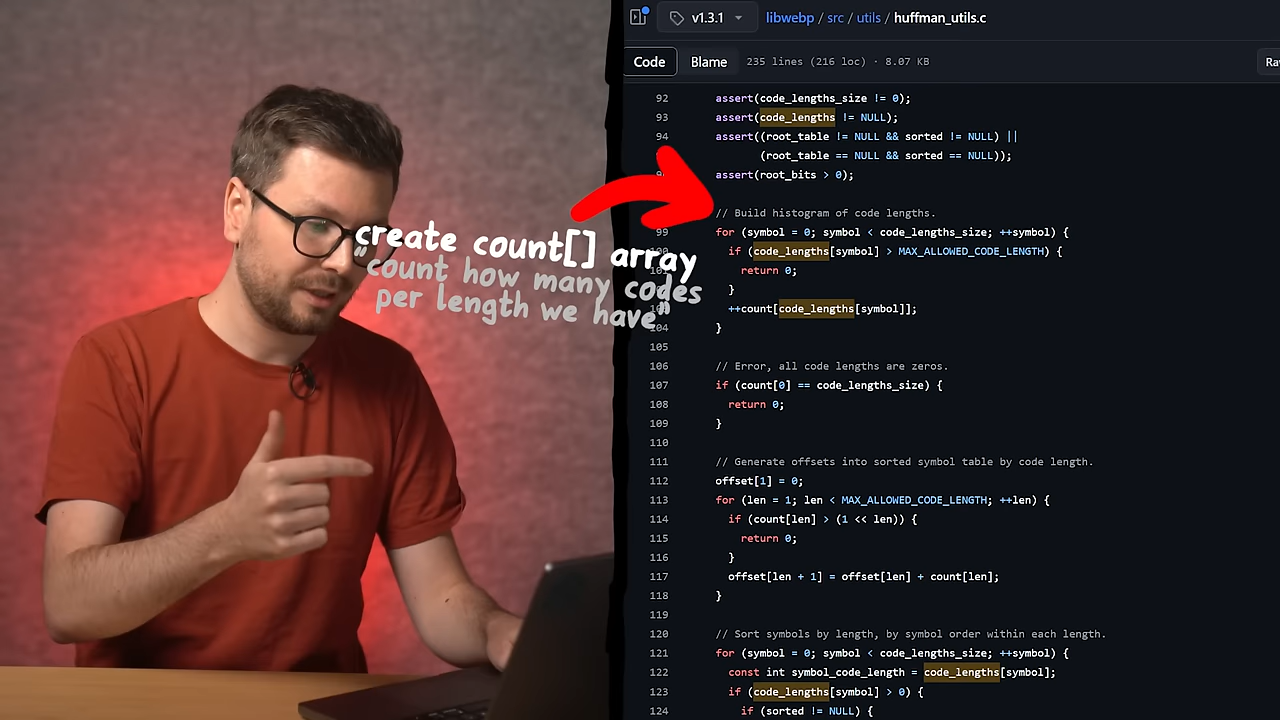 v1.3.1
libwebp / src / utils / huffman_utils.c
Code Blame 235 lines (216 loc) · 8.07 KB
92 assert(code_lengths_size != 0);
93 assert(code_lengths != NULL);
94 assert((root_table != NULL && sorted != NULL) ||
(root_table == NULL && sorted == NULL));
assert(root_bits > 0);
// Build histogram of code lengths.
99 for (symbol = 0; symbol < code_lengths_size; ++symbol) {
if (code_lengths[symbol] > MAX_ALLOWED_CODE_LENGTH) {
return 0;
}
++count[code_lengths[symbol]];
104 }
105
106 // Error, all code lengths are zeros.
107 if (count[0] == code_lengths_size) {
108 return 0;
109 }
110
111 // Generate offsets into sorted symbol table by code length.
112 offset[1] = 0;
113 for (len = 1; len < MAX_ALLOWED_CODE_LENGTH; ++len) {
114 if (count[len] > (1 << len)) {
115 return 0;
116 }
117 offset[len + 1] = offset[len] + count[len];
118 }
119
120 // Sort symbols by length, by symbol order within each length.
121 for (symbol = 0; symbol < code_lengths_size; ++symbol) {
122 const int symbol_code_length = code_lengths[symbol];
123 if (code_lengths[symbol] > 0) {
124 if (sorted != NULL) {
create count[] array
"count how many codes
per length we have"